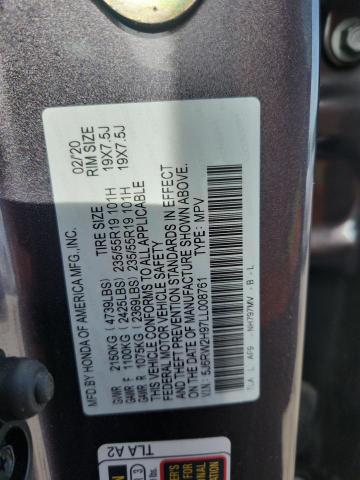 MFD.BY HONDA OF AMERICA MFG.,INC. 02/'20
TIRE SIZE RIM SIZE
GVWR 2150KG (4739LBS)
GAWR F 1100KG (2425LBS) 235/55R19 101H 19X7.5J
GAWR R 1075KG (2369LBS) 235/55R19 101H 19X7.5J
THIS VEHICLE CONFORMS TO ALL APPLICABLE
FEDERAL MOTOR VEHICLE SAFETY
AND THEFT PREVENTION STANDARDS IN EFFECT
ON THE DATE OF MANUFACTURE SHOWN ABOVE.
VIN : 5J6RW2H97LL008761 TYPE: MPV
TLA L AF9 NH797MV - B - L
TLA A2